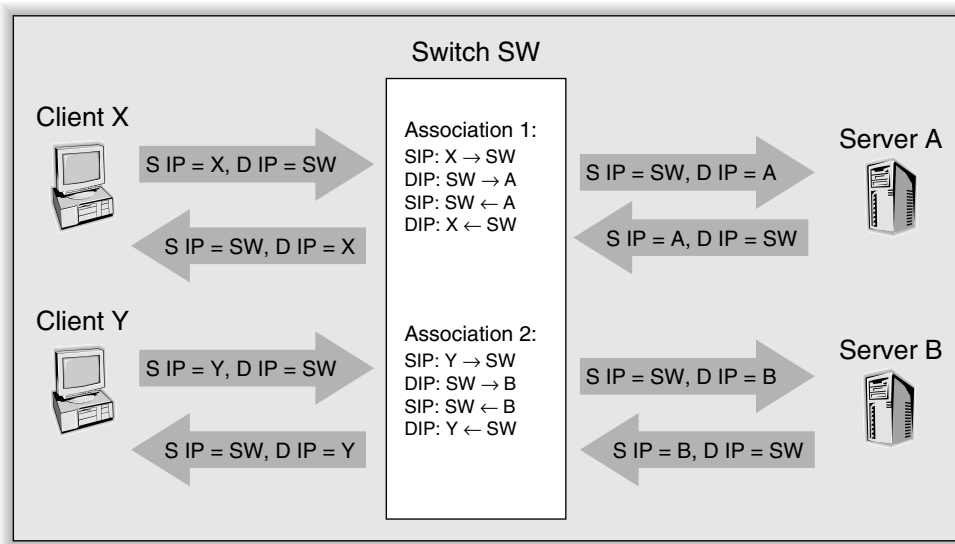 Switch SW
Client X
S IP = X, D IP = SW
S IP = SW, D IP = X
Association 1:
SIP: X → SW
DIP: SW → A
SIP: SW ← A
DIP: X ← SW
Server A
S IP = SW, D IP = A
S IP = A, D IP = SW
Client Y
S IP = Y, D IP = SW
S IP = SW, D IP = Y
Association 2:
SIP: Y → SW
DIP: SW → B
SIP: SW ← B
DIP: Y ← SW
Server B
S IP = SW, D IP = B
S IP = B, D IP = SW